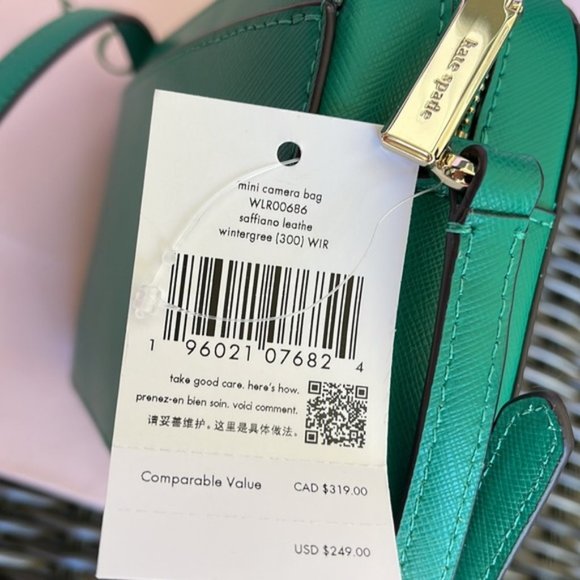 kate spade
mini camera bag
WLR00686
saffiano leathe
wintergree (300) WIR
1 96021 07682 4
take good care. here's how.
prenez-en bien soin. voici comment.
请妥善维护。这里是具体做法。
Comparable Value CAD $319.00
USD $249.00